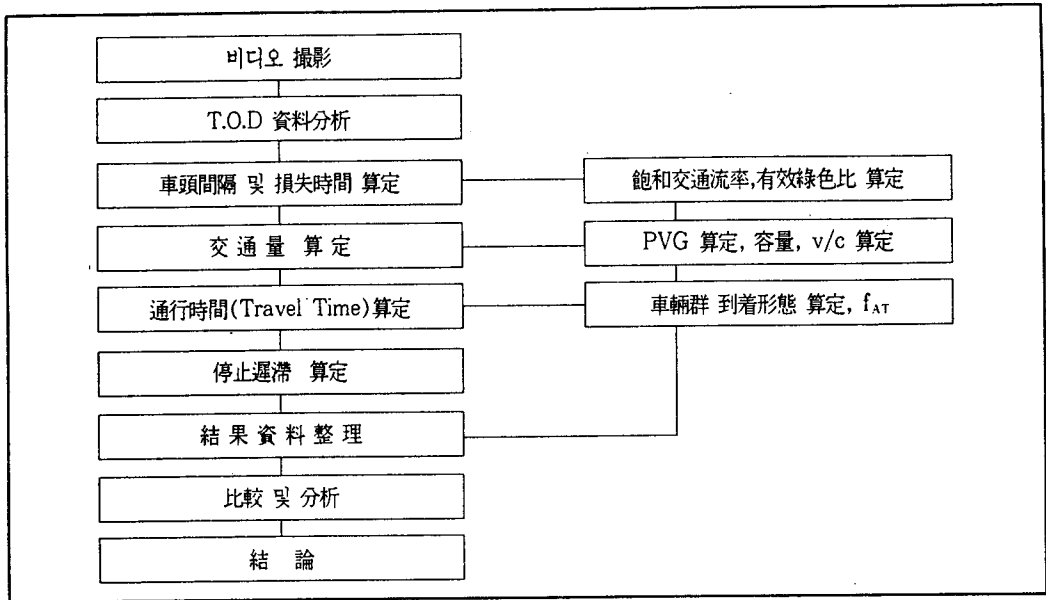 비디오 撮影
T.O.D 資料分析
車頭間隔 및 損失時間 算定
飽和交通流率,有效綠色比 算定
交 通 量 算 定
PVG 算定, 容量, v/c 算定
通行時間(Travel Time)算定
車輛群 到着形態 算定, f_AT
停止遲滯 算定
結 果 資 料 整 理
比較 및 分析
結 論